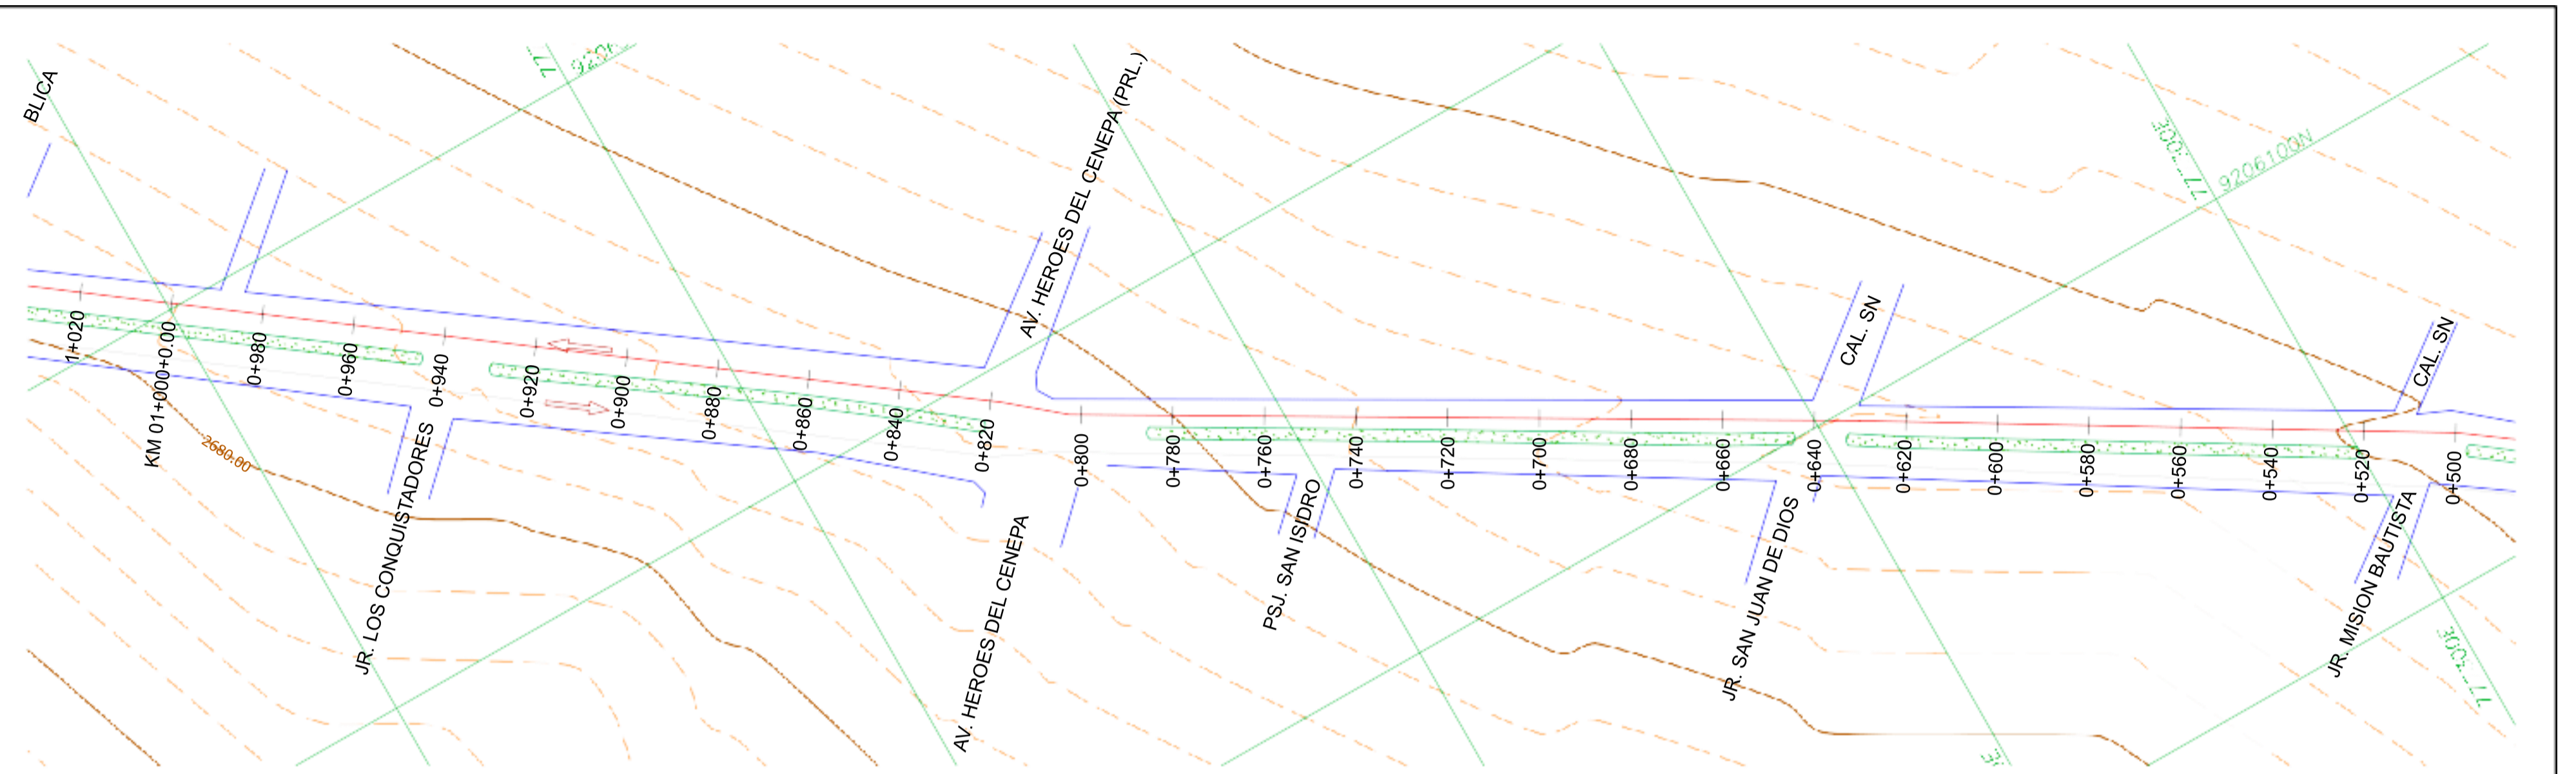 BLICA
AV. HEROES DEL CENEPA (PRL.)
9206100N
CAL. SN
CAL. SN
1+020
KM 01+000+0.00
0+980
0+960
0+940
0+920
0+900
0+880
0+860
0+840
0+820
0+800
0+780
0+760
0+740
0+720
0+700
0+680
0+660
0+640
0+620
0+600
0+580
0+560
0+540
0+520
0+500
2680.00
JR. LOS CONQUISTADORES
AV. HEROES DEL CENEPA
PSJ. SAN ISIDRO
JR. SAN JUAN DE DIOS
JR. MISION BAUTISTA